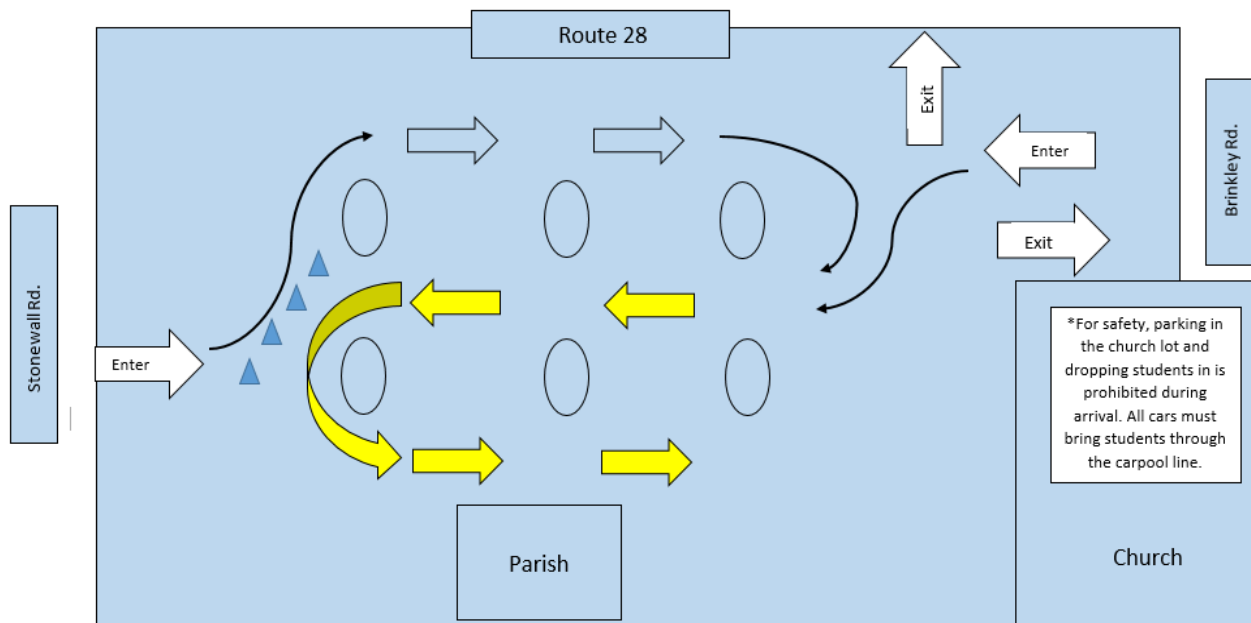 Route 28
Exit
Enter
Brinkley Rd.
Exit
Stonewall Rd.
Enter
*For safety, parking in
the church lot and
dropping students in is
prohibited during
arrival. All cars must
bring students through
the carpool line.
Parish
Church